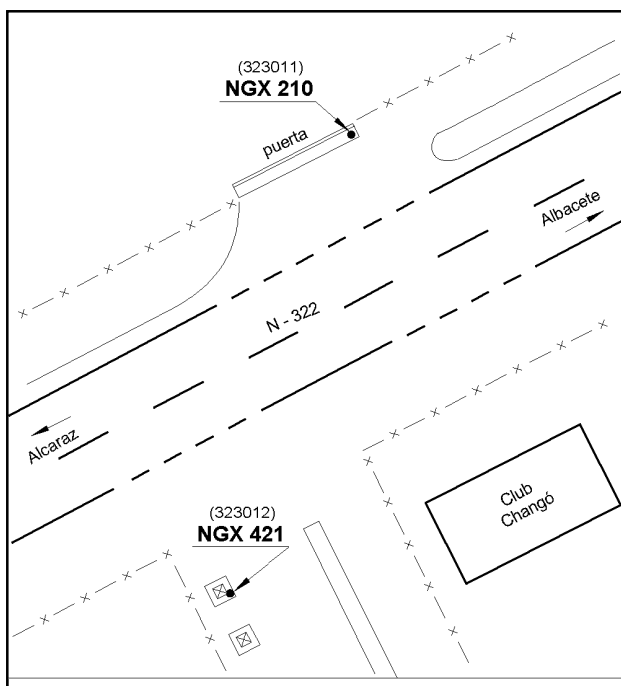 (323011)
NGX 210
puerta
Albacete
N - 322
Alcaraz
Club
Changó
(323012)
NGX 421